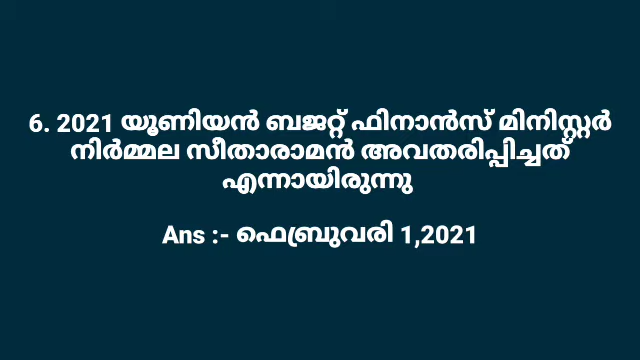 6. 2021 യൂണിയൻ ബജറ്റ് ഫിനാൻസ് മിനിസ്റ്റർ
നിർമ്മല സീതാരാമൻ അവതരിപ്പിച്ചത്
എന്നായിരുന്നു
Ans :- ഫെബ്രുവരി 1,2021